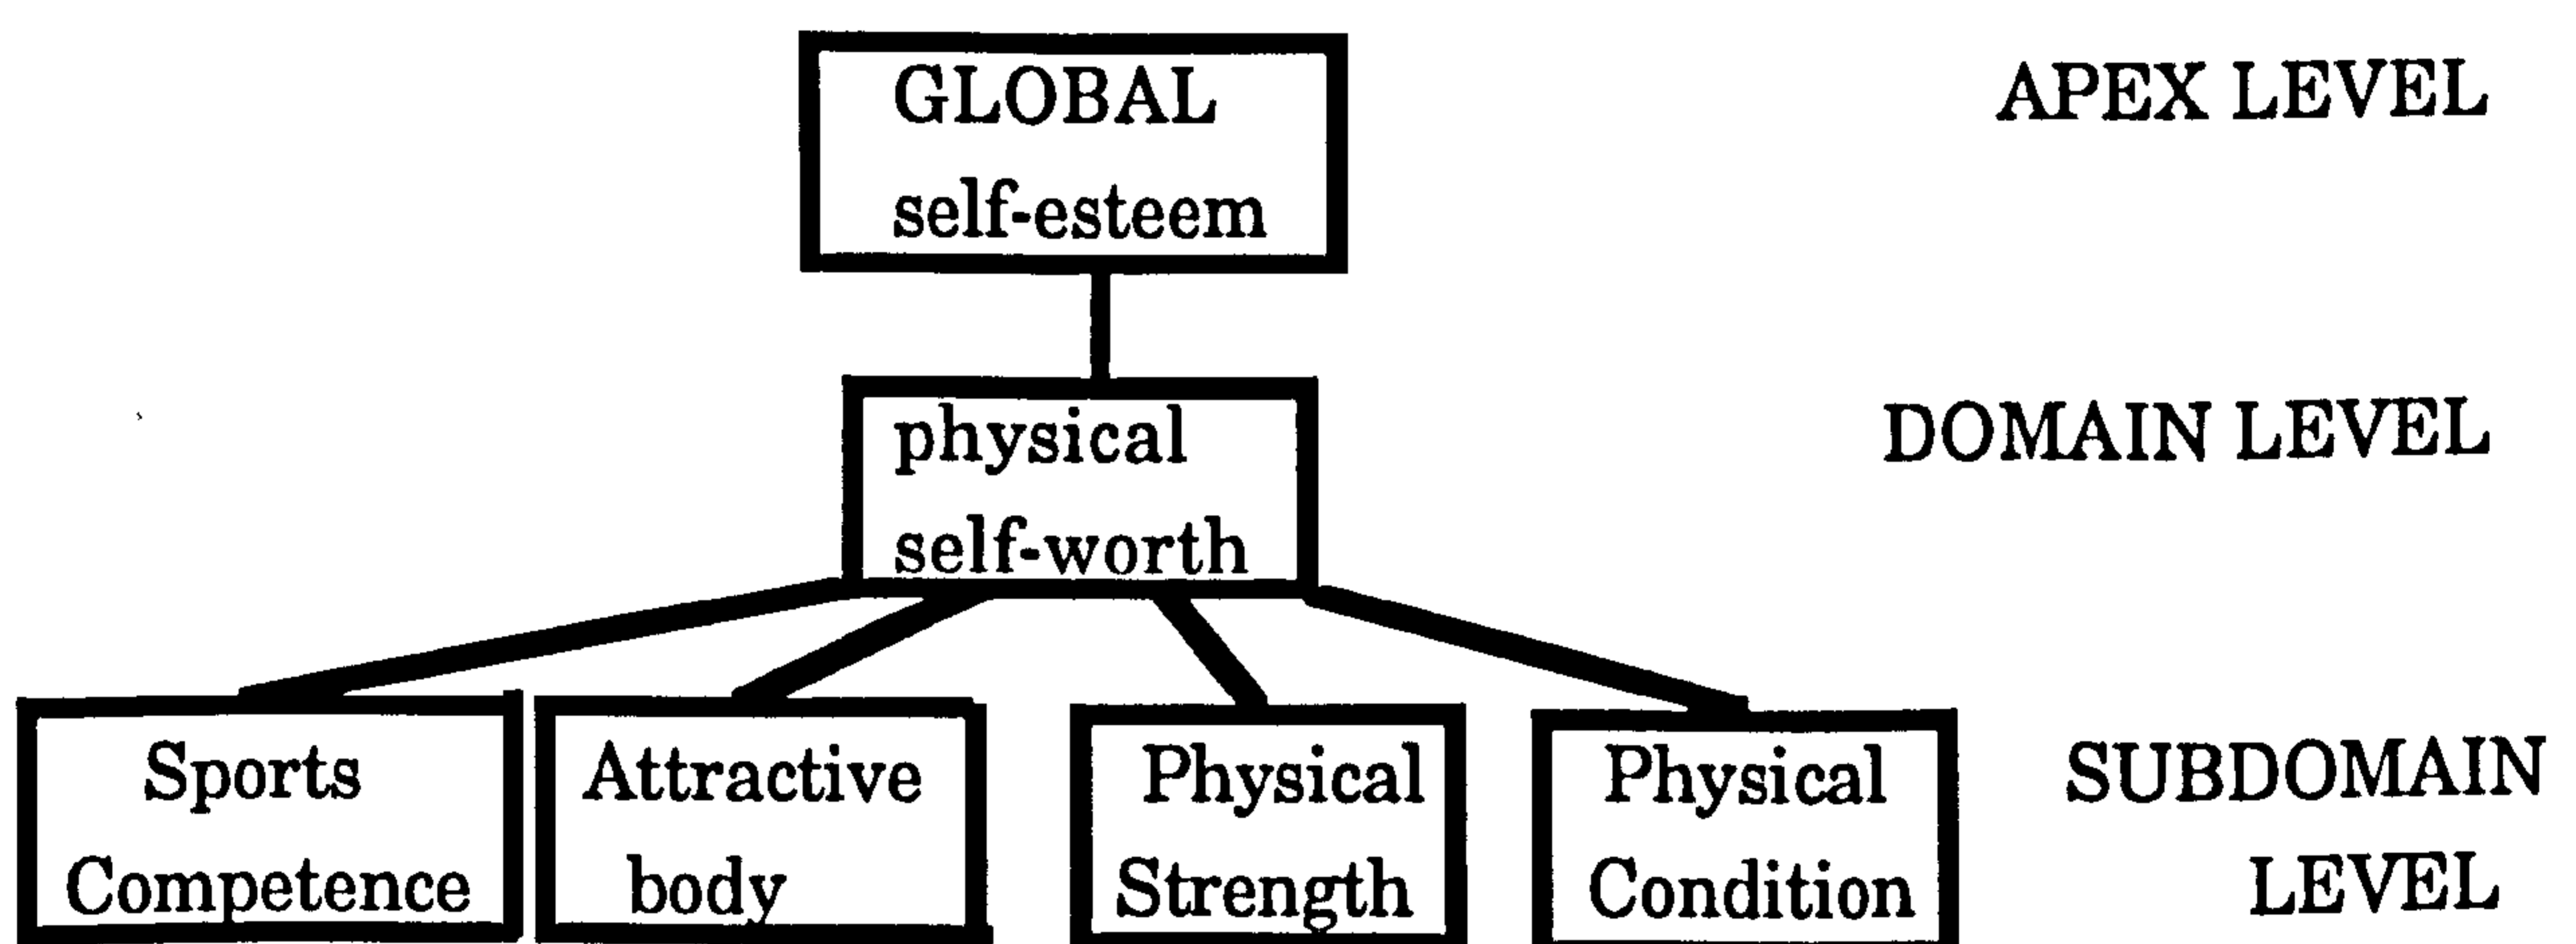 GLOBAL
self-esteem
APEX LEVEL
physical
self-worth
DOMAIN LEVEL
Sports
Competence
Attractive
body
Physical
Strength
Physical
Condition
SUBDOMAIN
LEVEL